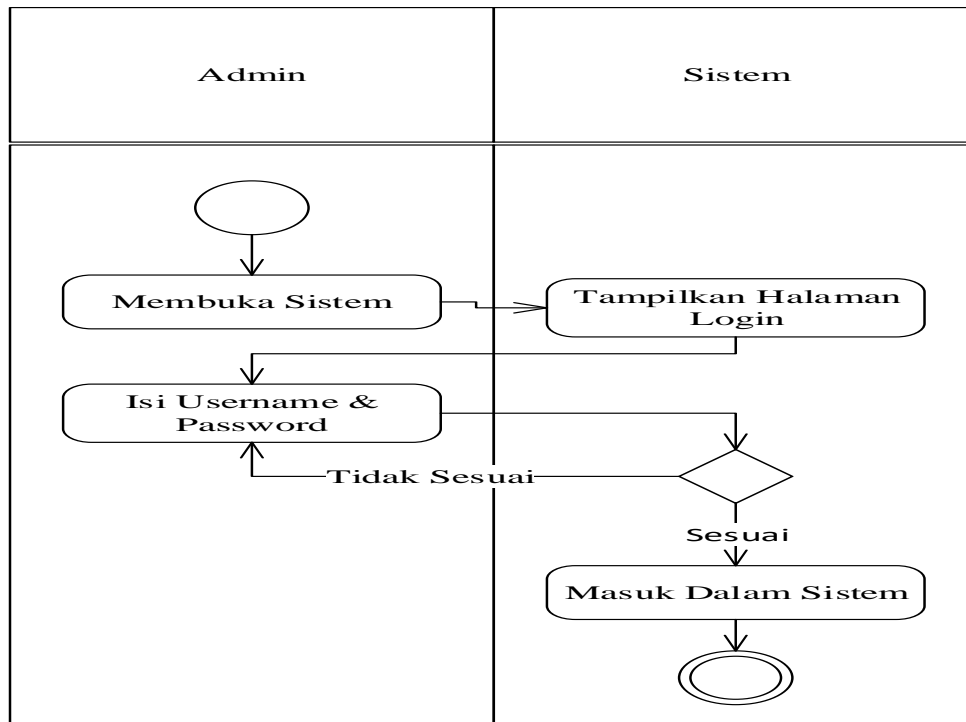 Admin
Sistem
Membuka Sistem
Tampilkan Halaman
Login
Isi Username &
Password
Tidak Sesuai
Sesuai
Masuk Dalam Sistem